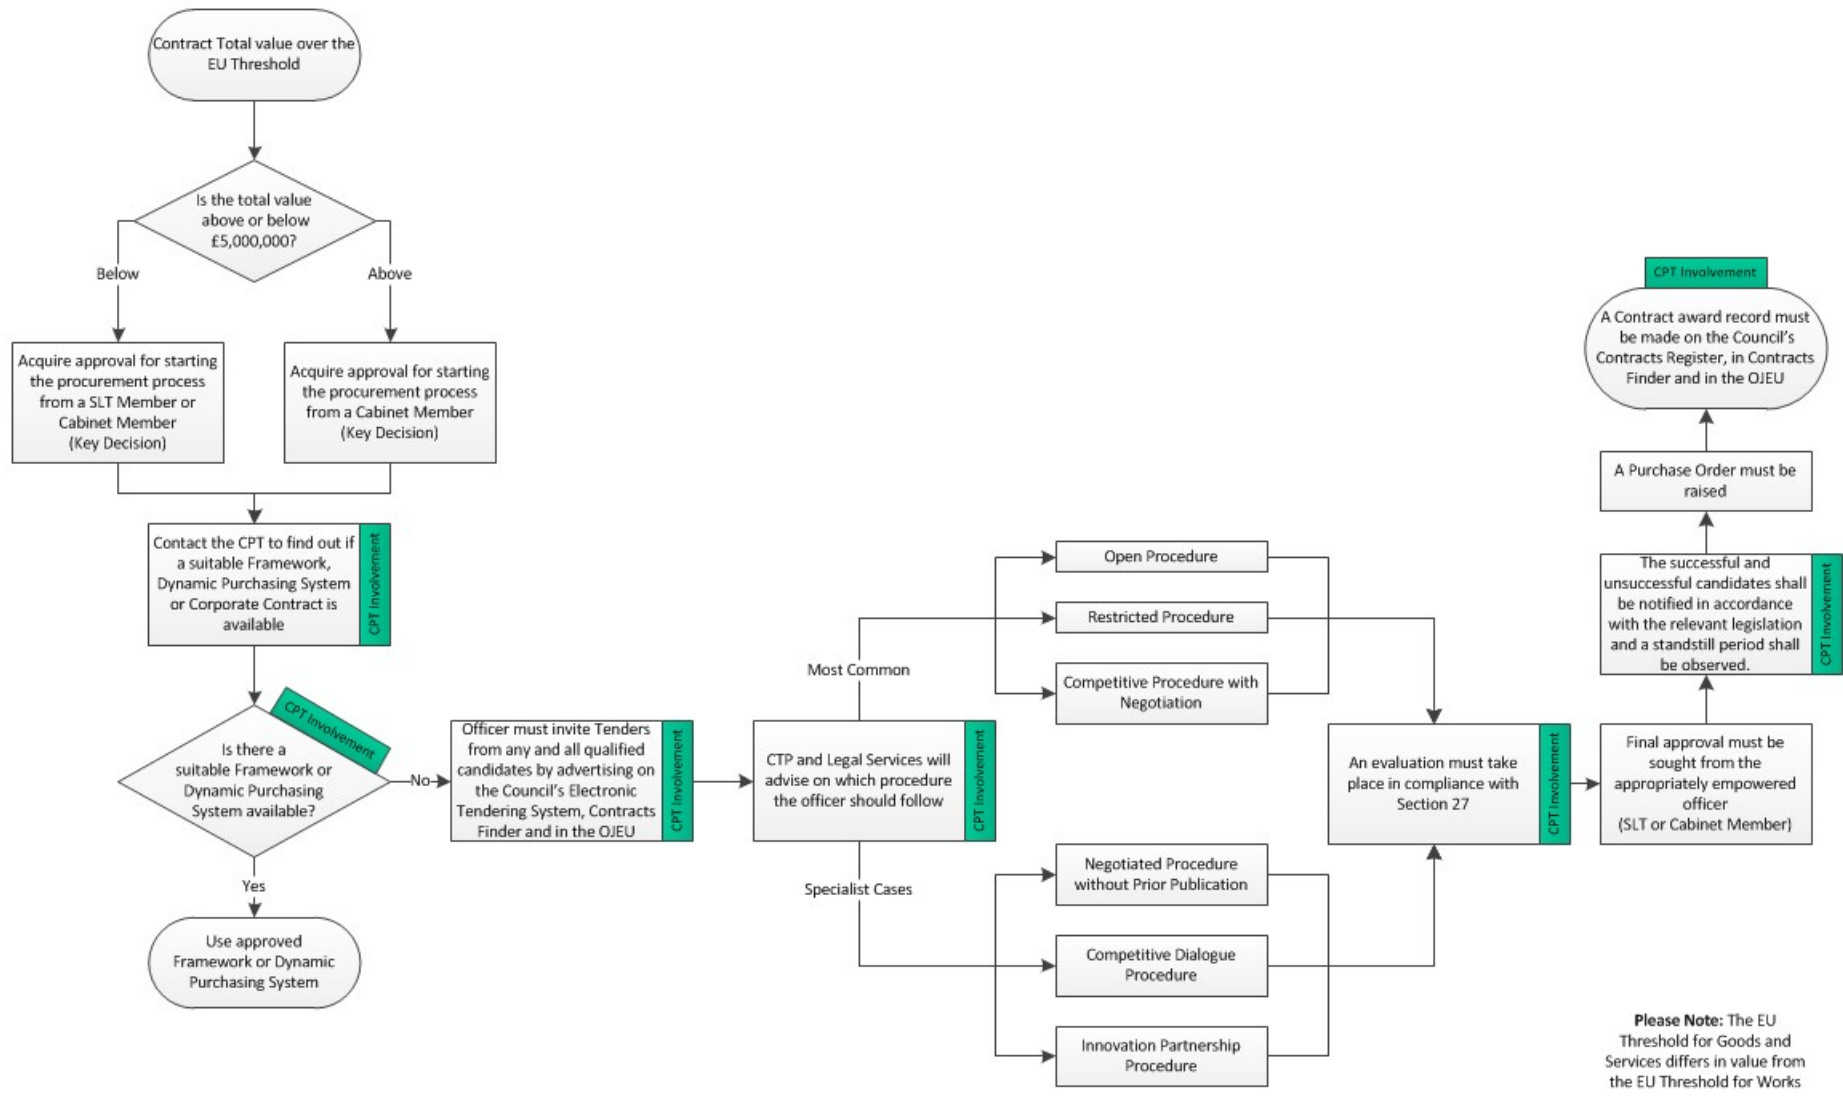 Contract Total value over the
EU Threshold
Is the total value
above or below
£5,000,000?
Below
Above
Acquire approval for starting
the procurement process
from a SLT Member or
Cabinet Member
(Key Decision)
Acquire approval for starting
the procurement process
from a Cabinet Member
(Key Decision)
Contact the CPT to find out if
a suitable Framework,
Dynamic Purchasing System
or Corporate Contract is
available
CPT Involvement
Is there a
suitable Framework or
Dynamic Purchasing
System available?
CPT Involvement
No
Yes
Use approved
Framework or Dynamic
Purchasing System
Officer must invite Tenders
from any and all qualified
candidates by advertising on
the Council's Electronic
Tendering System, Contracts
Finder and in the OJEU
CPT Involvement
CTP and Legal Services will
advise on which procedure
the officer should follow
CPT Involvement
Most Common
Specialist Cases
Open Procedure
Restricted Procedure
Competitive Procedure with
Negotiation
Negotiated Procedure
without Prior Publication
Competitive Dialogue
Procedure
Innovation Partnership
Procedure
An evaluation must take
place in compliance with
Section 27
CPT Involvement
Final approval must be
sought from the
appropriately empowered
officer
(SLT or Cabinet Member)
The successful and
unsuccessful candidates shall
be notified in accordance
with the relevant legislation
and a standstill period shall
be observed.
CPT Involvement
A Purchase Order must be
raised
CPT Involvement
A Contract award record must
be made on the Council's
Contracts Register, in Contracts
Finder and in the OJEU
Please Note: The EU
Threshold for Goods and
Services differs in value from
the EU Threshold for Works